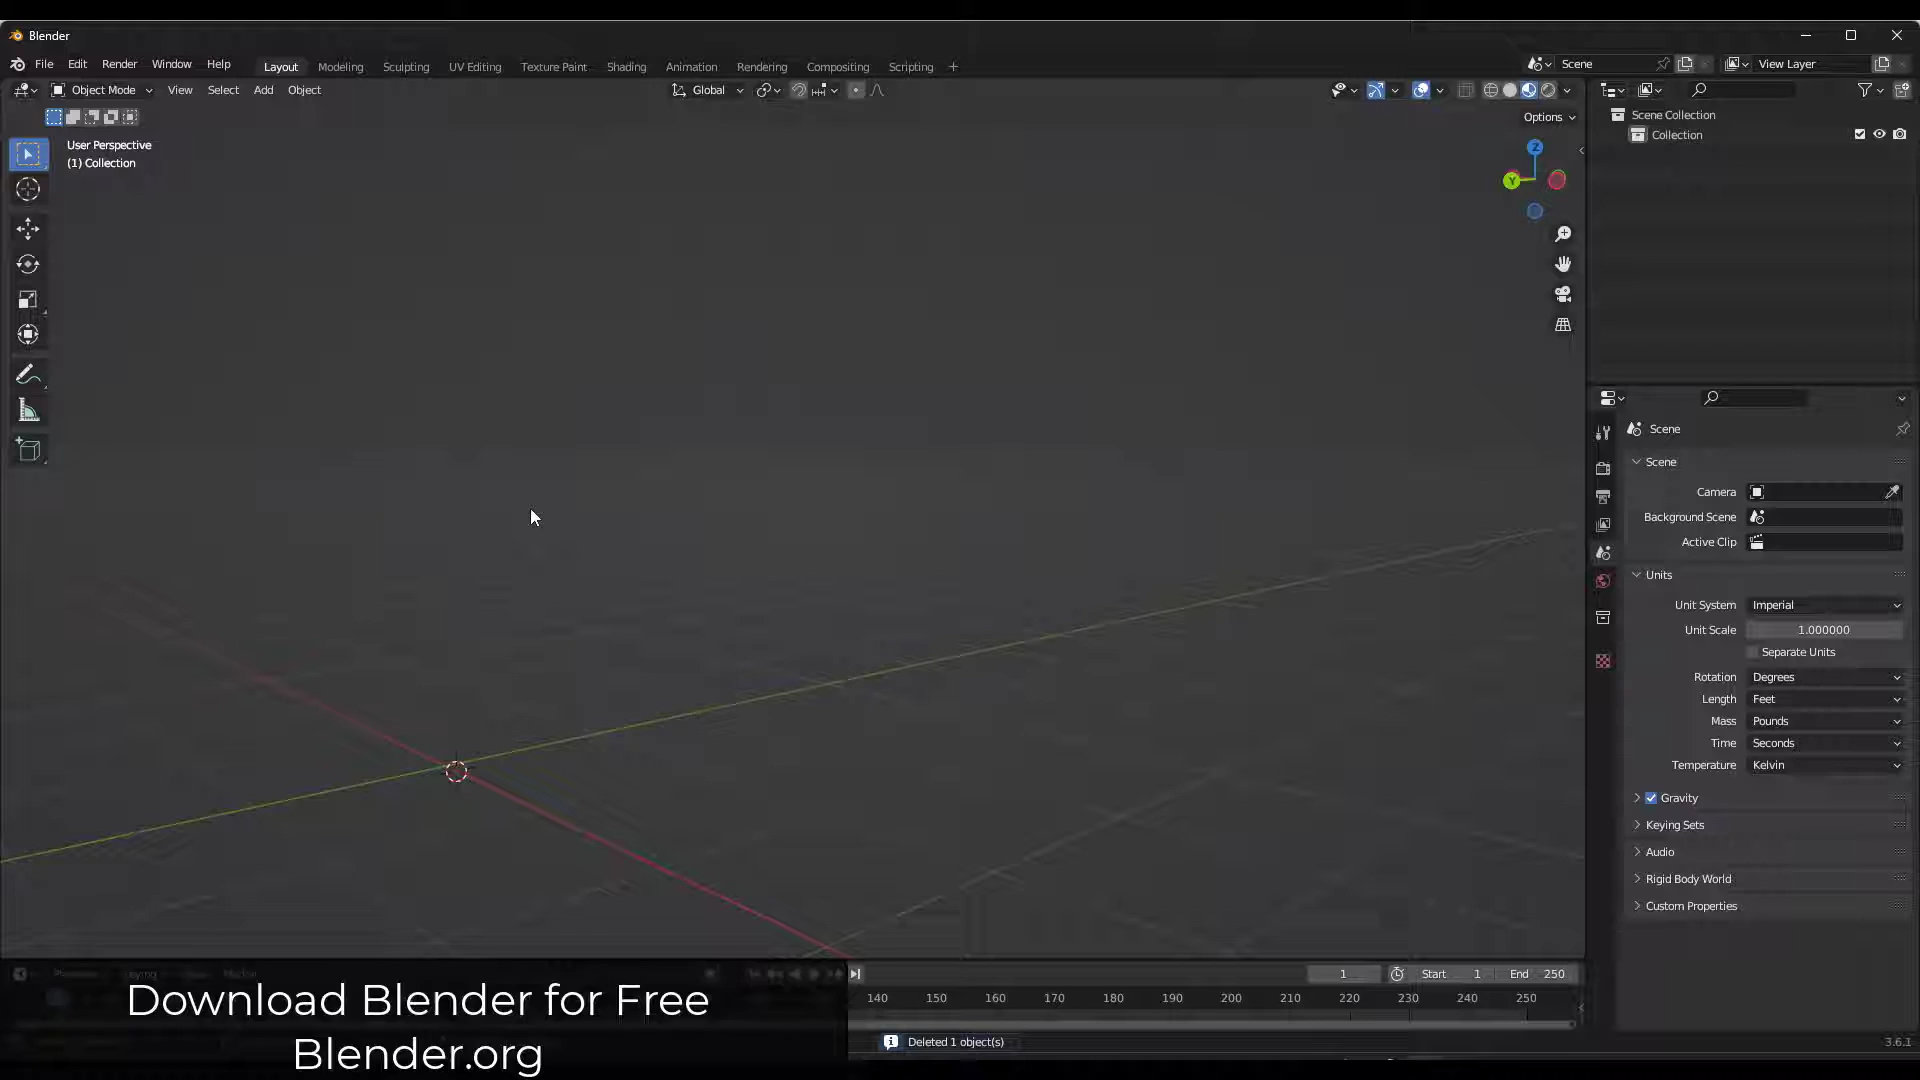 Blender
File Edit Render Window Help
Layout Modeling Sculpting UV Editing Texture Paint Shading Animation Rendering Compositing Scripting +
Scene
View Layer
Object Mode View Select Add Object
Global
Options
User Perspective
(1) Collection
Z
Y
Scene Collection
Collection
Scene
Scene
Camera
Background Scene
Active Clip
Units
Unit System Imperial
Unit Scale 1.000000
Separate Units
Rotation Degrees
Length Feet
Mass Pounds
Time Seconds
Temperature Kelvin
Gravity
Keying Sets
Audio
Rigid Body World
Custom Properties
1 Start 1 End 250
140 150 160 170 180 190 200 210 220 230 240 250
Deleted 1 object(s)
3.6.1
Download Blender for Free
Blender.org